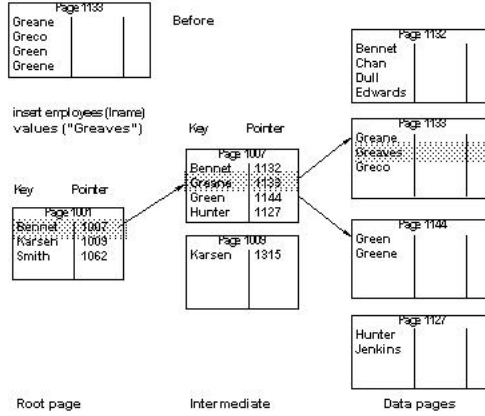 Page 1133
Greane
Greco
Green
Greene
Before
insert employees (lname)
values ("Greaves")
Key Pointer
Page 1001
Bennet 1007
Karsen 1009
Smith 1062
Root page
Key Pointer
Page 1007
Bennet 1132
Greane 1133
Green 1144
Hunter 1127
Page 1009
Karsen 1315
Intermediate
Page 1132
Bennet
Chan
Dull
Edwards
Page 1133
Greane
Greaves
Greco
Page 1144
Green
Greene
Page 1127
Hunter
Jenkins
Data pages